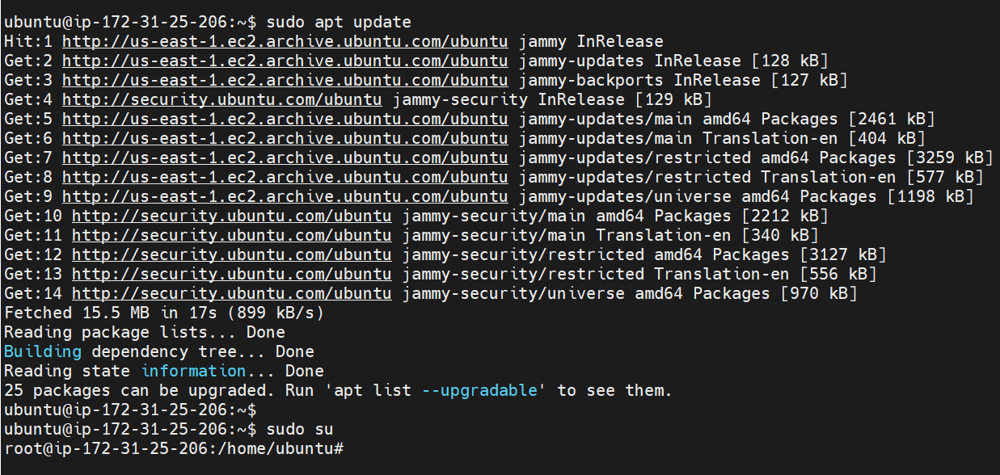 ubuntu@ip-172-31-25-206:~$ sudo apt update
Hit:1 http://us-east-1.ec2.archive.ubuntu.com/ubuntu jammy InRelease
Get:2 http://us-east-1.ec2.archive.ubuntu.com/ubuntu jammy-updates InRelease [128 kB]
Get:3 http://us-east-1.ec2.archive.ubuntu.com/ubuntu jammy-backports InRelease [127 kB]
Get:4 http://security.ubuntu.com/ubuntu jammy-security InRelease [129 kB]
Get:5 http://us-east-1.ec2.archive.ubuntu.com/ubuntu jammy-updates/main amd64 Packages [2461 kB]
Get:6 http://us-east-1.ec2.archive.ubuntu.com/ubuntu jammy-updates/main Translation-en [404 kB]
Get:7 http://us-east-1.ec2.archive.ubuntu.com/ubuntu jammy-updates/restricted amd64 Packages [3259 kB]
Get:8 http://us-east-1.ec2.archive.ubuntu.com/ubuntu jammy-updates/restricted Translation-en [577 kB]
Get:9 http://us-east-1.ec2.archive.ubuntu.com/ubuntu jammy-updates/universe amd64 Packages [1198 kB]
Get:10 http://security.ubuntu.com/ubuntu jammy-security/main amd64 Packages [2212 kB]
Get:11 http://security.ubuntu.com/ubuntu jammy-security/main Translation-en [340 kB]
Get:12 http://security.ubuntu.com/ubuntu jammy-security/restricted amd64 Packages [3127 kB]
Get:13 http://security.ubuntu.com/ubuntu jammy-security/restricted Translation-en [556 kB]
Get:14 http://security.ubuntu.com/ubuntu jammy-security/universe amd64 Packages [970 kB]
Fetched 15.5 MB in 17s (899 kB/s)
Reading package lists... Done
Building dependency tree... Done
Reading state information... Done
25 packages can be upgraded. Run 'apt list --upgradable' to see them.
ubuntu@ip-172-31-25-206:~$
ubuntu@ip-172-31-25-206:~$ sudo su
root@ip-172-31-25-206:/home/ubuntu#